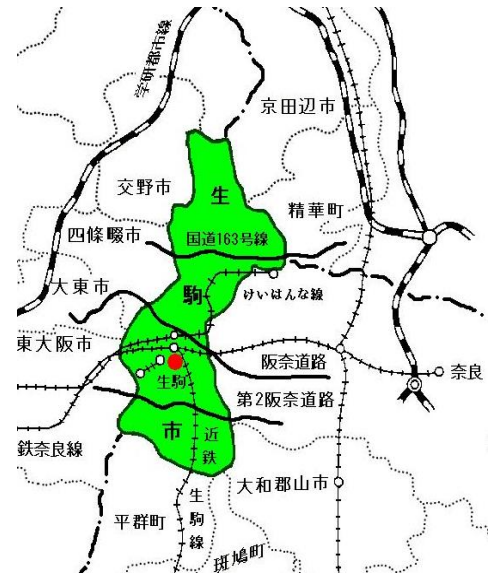 学研都市線
京田辺市
交野市
生
精華町
四條畷市
国道163号線
大東市
駒
けいはんな線
東大阪市
阪奈道路
奈良
生駒
第2阪奈道路
市
近鉄
鉄奈良線
大和郡山市
生駒線
平群町
斑鳩町